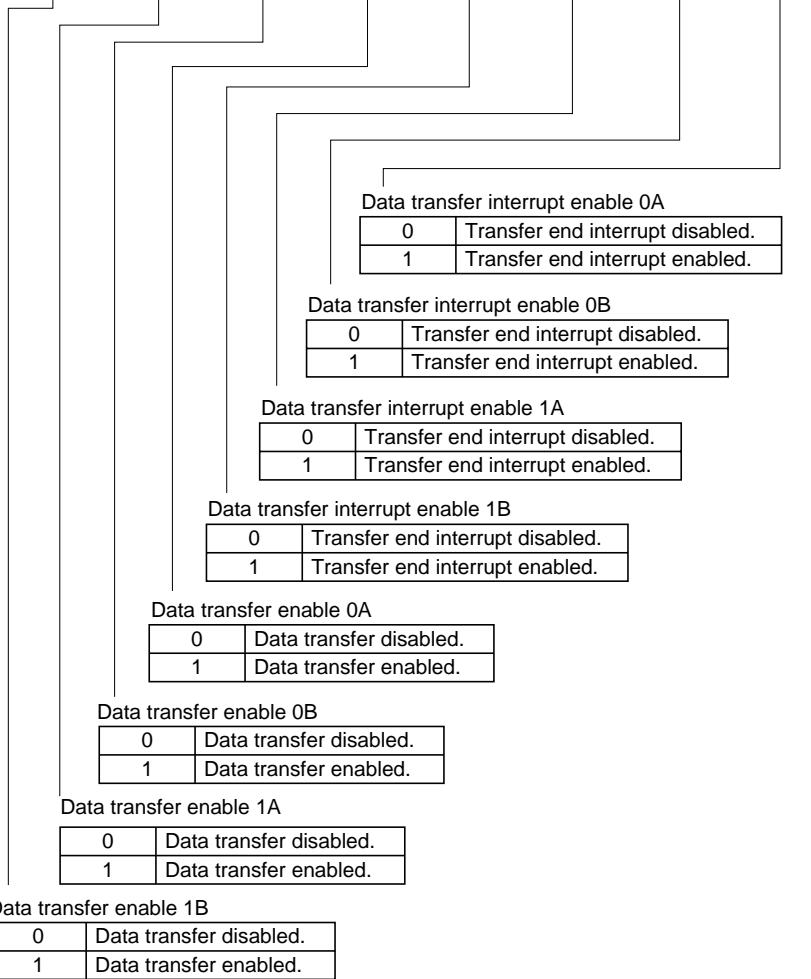 Data transfer interrupt enable 0A
0 Transfer end interrupt disabled.
1 Transfer end interrupt enabled.
Data transfer interrupt enable 0B
0 Transfer end interrupt disabled.
1 Transfer end interrupt enabled.
Data transfer interrupt enable 1A
0 Transfer end interrupt disabled.
1 Transfer end interrupt enabled.
Data transfer interrupt enable 1B
0 Transfer end interrupt disabled.
1 Transfer end interrupt enabled.
Data transfer enable 0A
0 Data transfer disabled.
1 Data transfer enabled.
Data transfer enable 0B
0 Data transfer disabled.
1 Data transfer enabled.
Data transfer enable 1A
0 Data transfer disabled.
1 Data transfer enabled.
Data transfer enable 1B
0 Data transfer disabled.
1 Data transfer enabled.